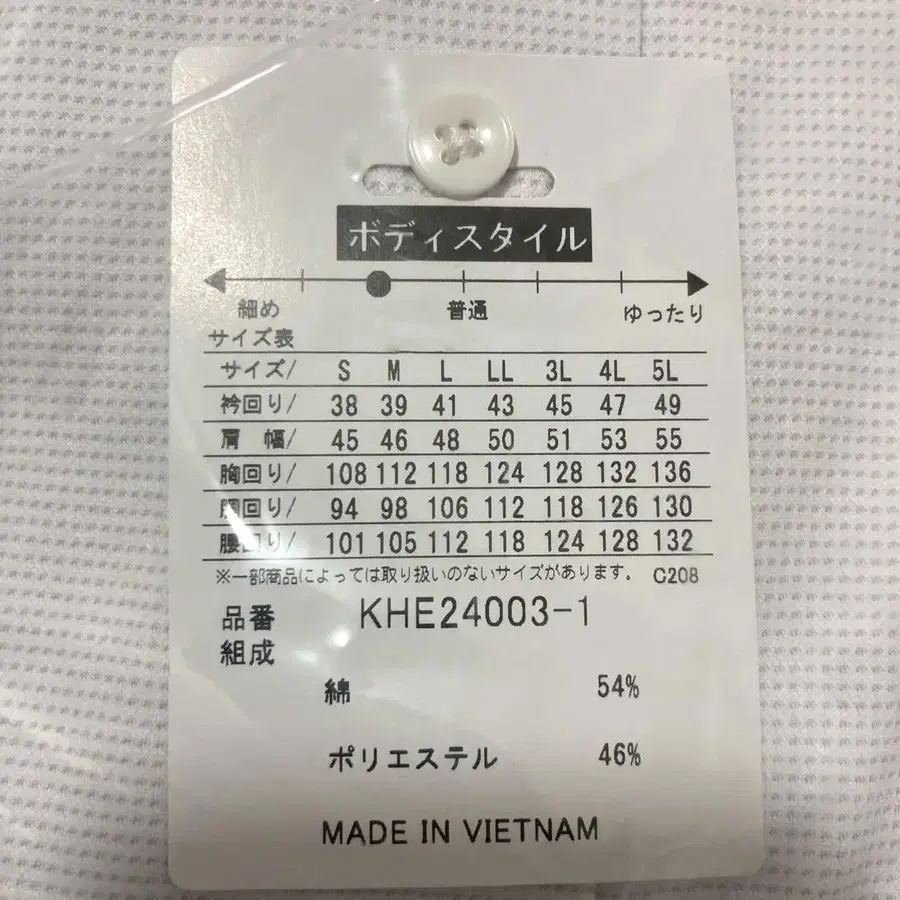 ボディスタイル
細め 普通 ゆったり
サイズ表
サイズ/ S M L LL 3L 4L 5L
衿回り/ 38 39 41 43 45 47 49
肩 幅/ 45 46 48 50 51 53 55
胸回り/ 108 112 118 124 128 132 136
胴回り/ 94 98 106 112 118 126 130
腰回り/ 101 105 112 118 124 128 132
※一部商品によっては取り扱いのないサイズがあります。 C208
品番 KHE24003-1
組成
綿 54%
ポリエステル 46%
MADE IN VIETNAM